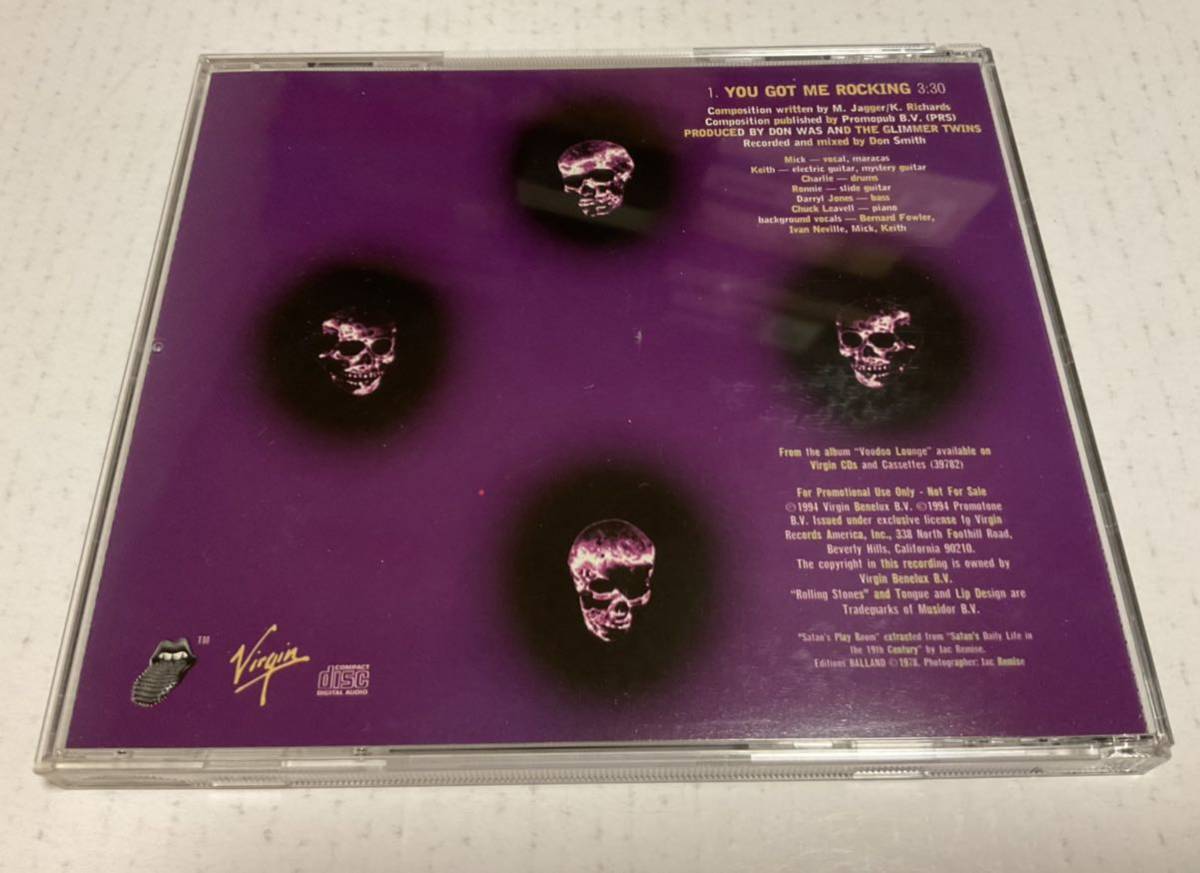 1. YOU GOT ME ROCKING 3:30
Composition written by M. Jagger/K. Richards
Composition published by Promopub B.V. (PRS)
PRODUCED BY DON WAS AND THE GLIMMER TWINS
Recorded and mixed by Don Smith
Mick — vocal, maracas
Keith — electric guitar, mystery guitar
Charlie — drums
Ronnie — slide guitar
Darryl Jones — bass
Chuck Leavell — piano
background vocals — Bernard Fowler,
Ivan Neville, Mick, Keith
From the album "Voodoo Lounge" available on
Virgin CDs and Cassettes (39782)
For Promotional Use Only - Not For Sale
℗1994 Virgin Benelux B.V. ©1994 Promotone
B.V. Issued under exclusive license to Virgin
Records America, Inc., 338 North Foothill Road,
Beverly Hills, California 90210.
The copyright in this recording is owned by
Virgin Benelux B.V.
"Rolling Stones" and Tongue and Lip Design are
Trademarks of Musidor B.V.
"Satan's Play Room" extracted from "Satan's Daily Life in
the 19th Century" by Jac Remise.
Editions BALLAND ©1978. Photographer: Jac Remise
TM
Virgin
COMPACT
disc
DIGITAL AUDIO